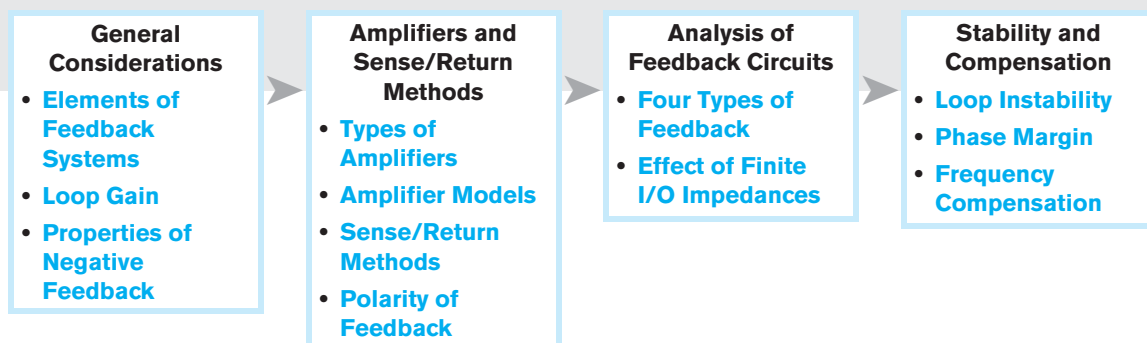 General
Considerations
• Elements of
Feedback
Systems
• Loop Gain
• Properties of
Negative
Feedback
Amplifiers and
Sense/Return
Methods
• Types of
Amplifiers
• Amplifier Models
• Sense/Return
Methods
• Polarity of
Feedback
Analysis of
Feedback Circuits
• Four Types of
Feedback
• Effect of Finite
I/O Impedances
Stability and
Compensation
• Loop Instability
• Phase Margin
• Frequency
Compensation